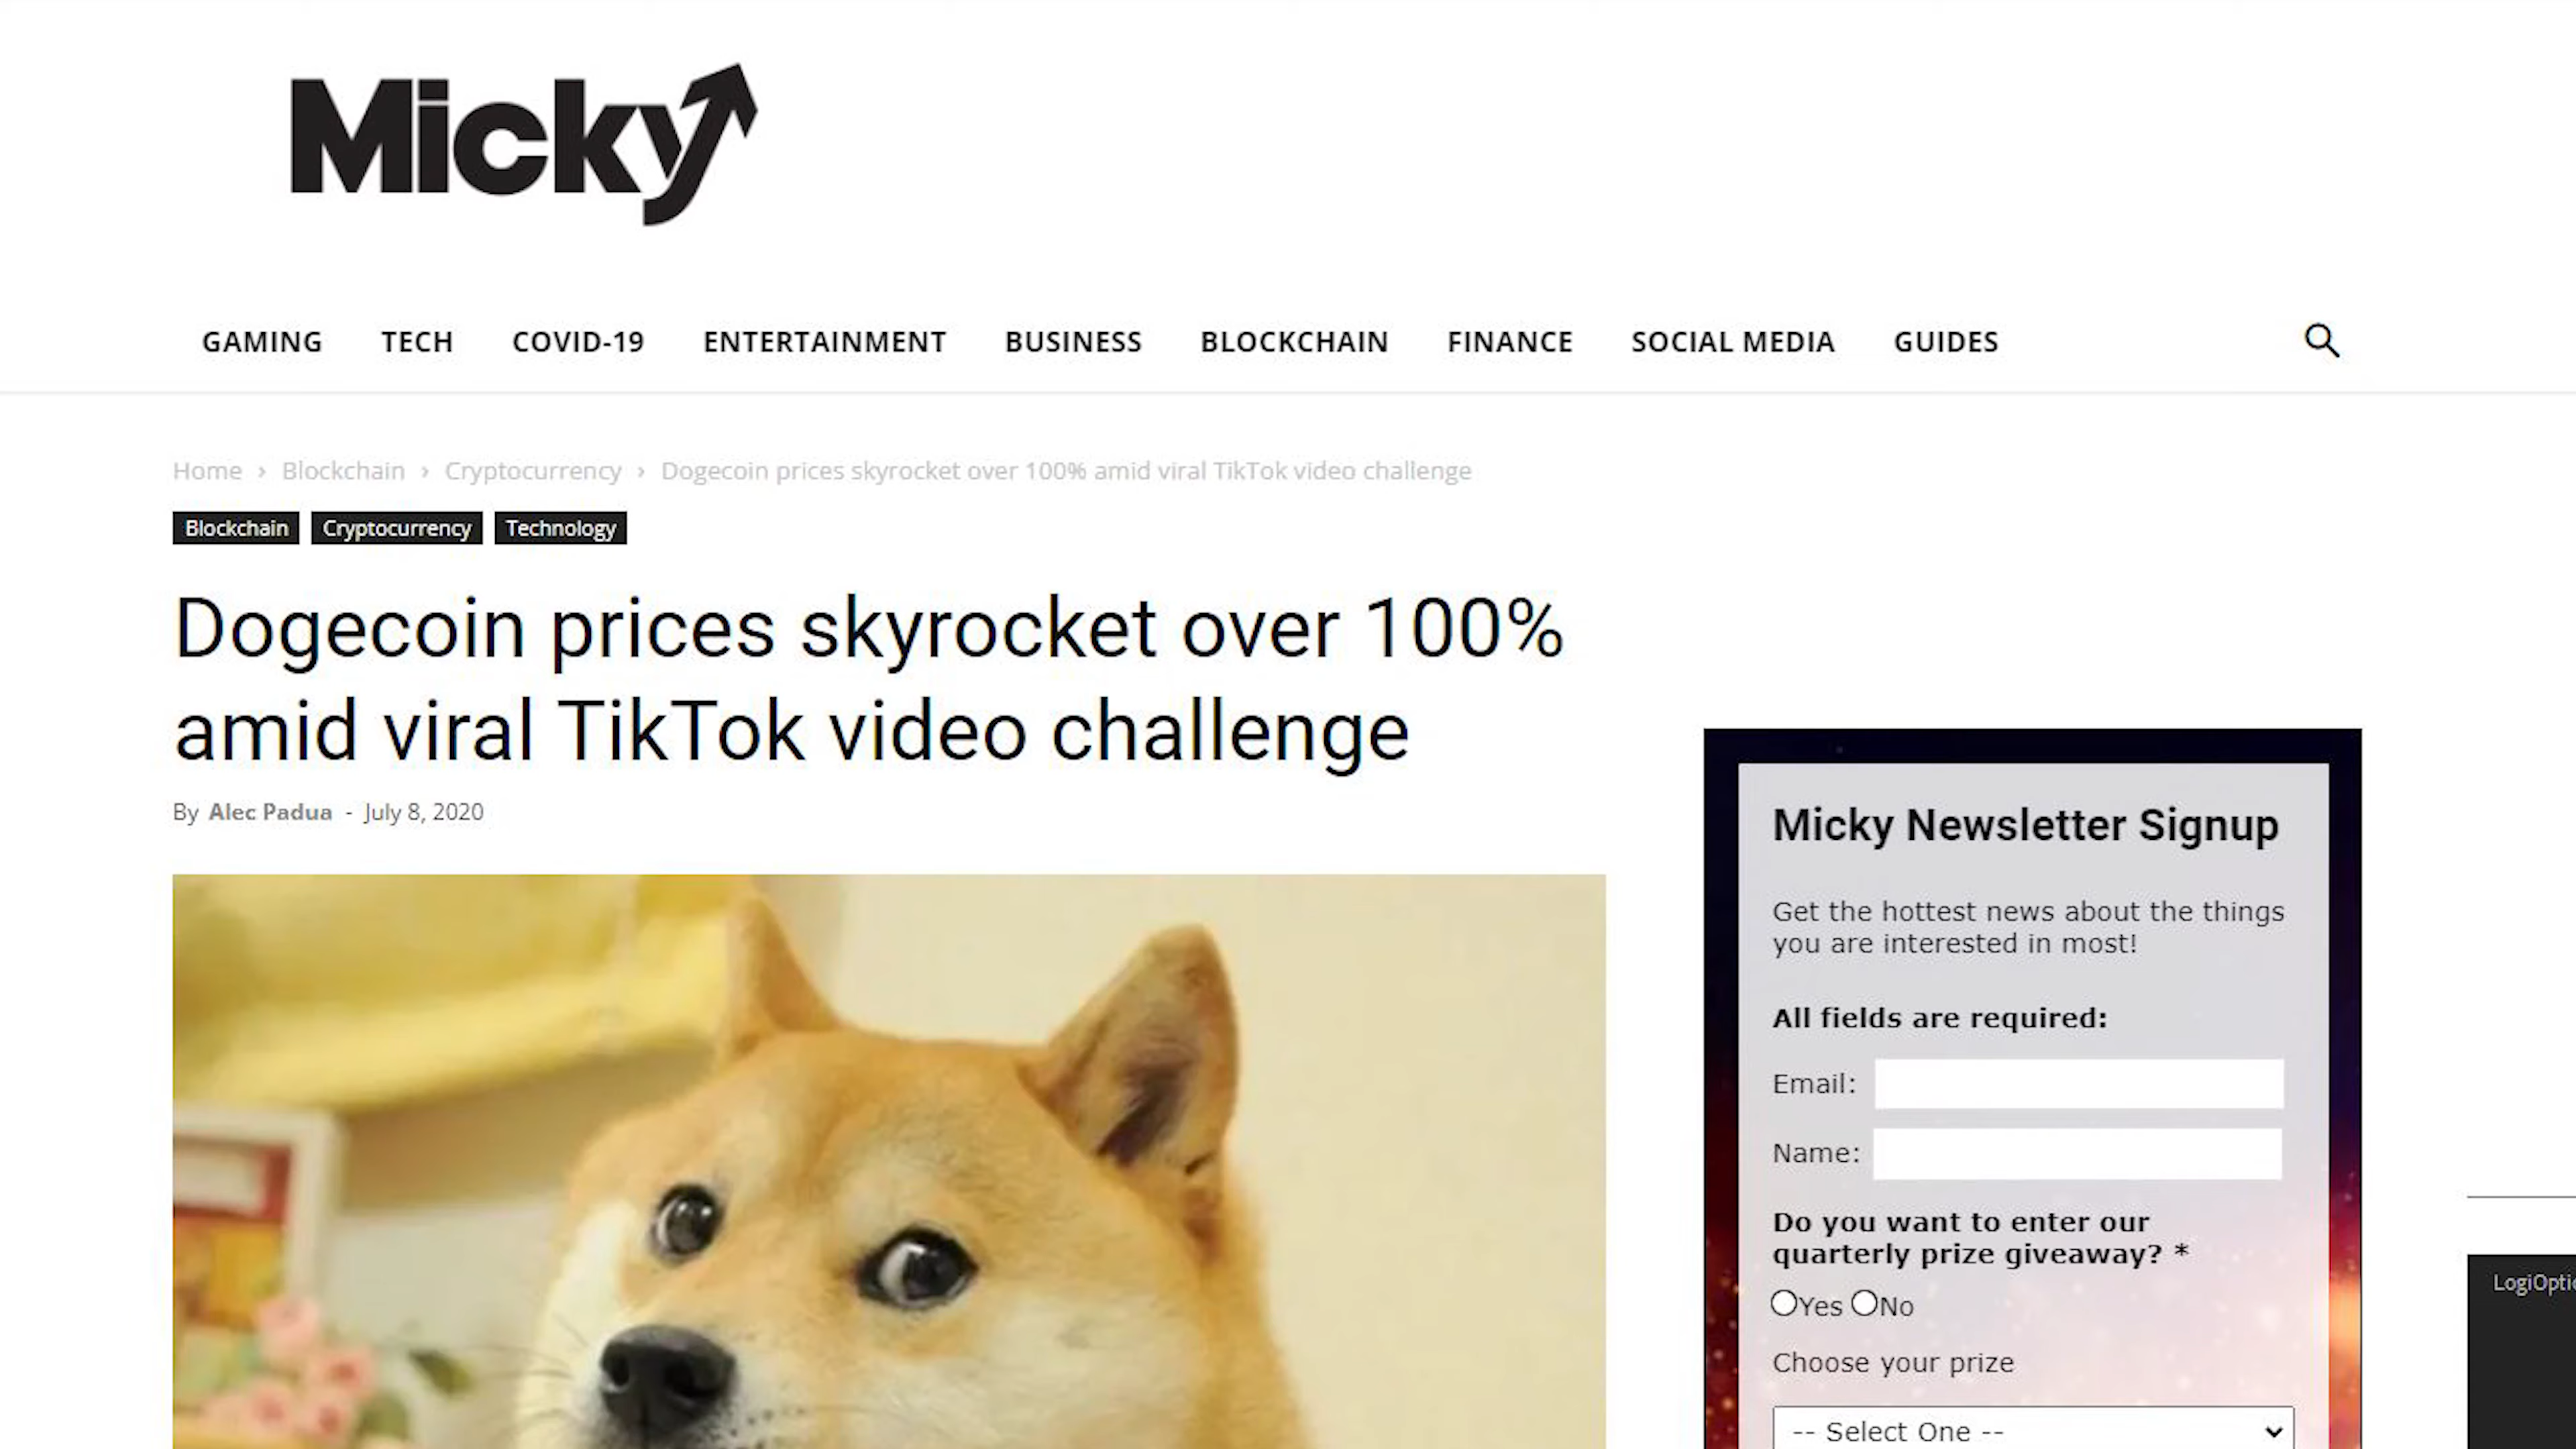 Micky
GAMING TECH COVID-19 ENTERTAINMENT BUSINESS BLOCKCHAIN FINANCE SOCIAL MEDIA GUIDES
Home › Blockchain › Cryptocurrency › Dogecoin prices skyrocket over 100% amid viral TikTok video challenge
Blockchain Cryptocurrency Technology
Dogecoin prices skyrocket over 100%
amid viral TikTok video challenge
By Alec Padua - July 8, 2020
Micky Newsletter Signup
Get the hottest news about the things
you are interested in most!
All fields are required:
Email:
Name:
Do you want to enter our
quarterly prize giveaway? *
Yes No
Choose your prize
-- Select One --